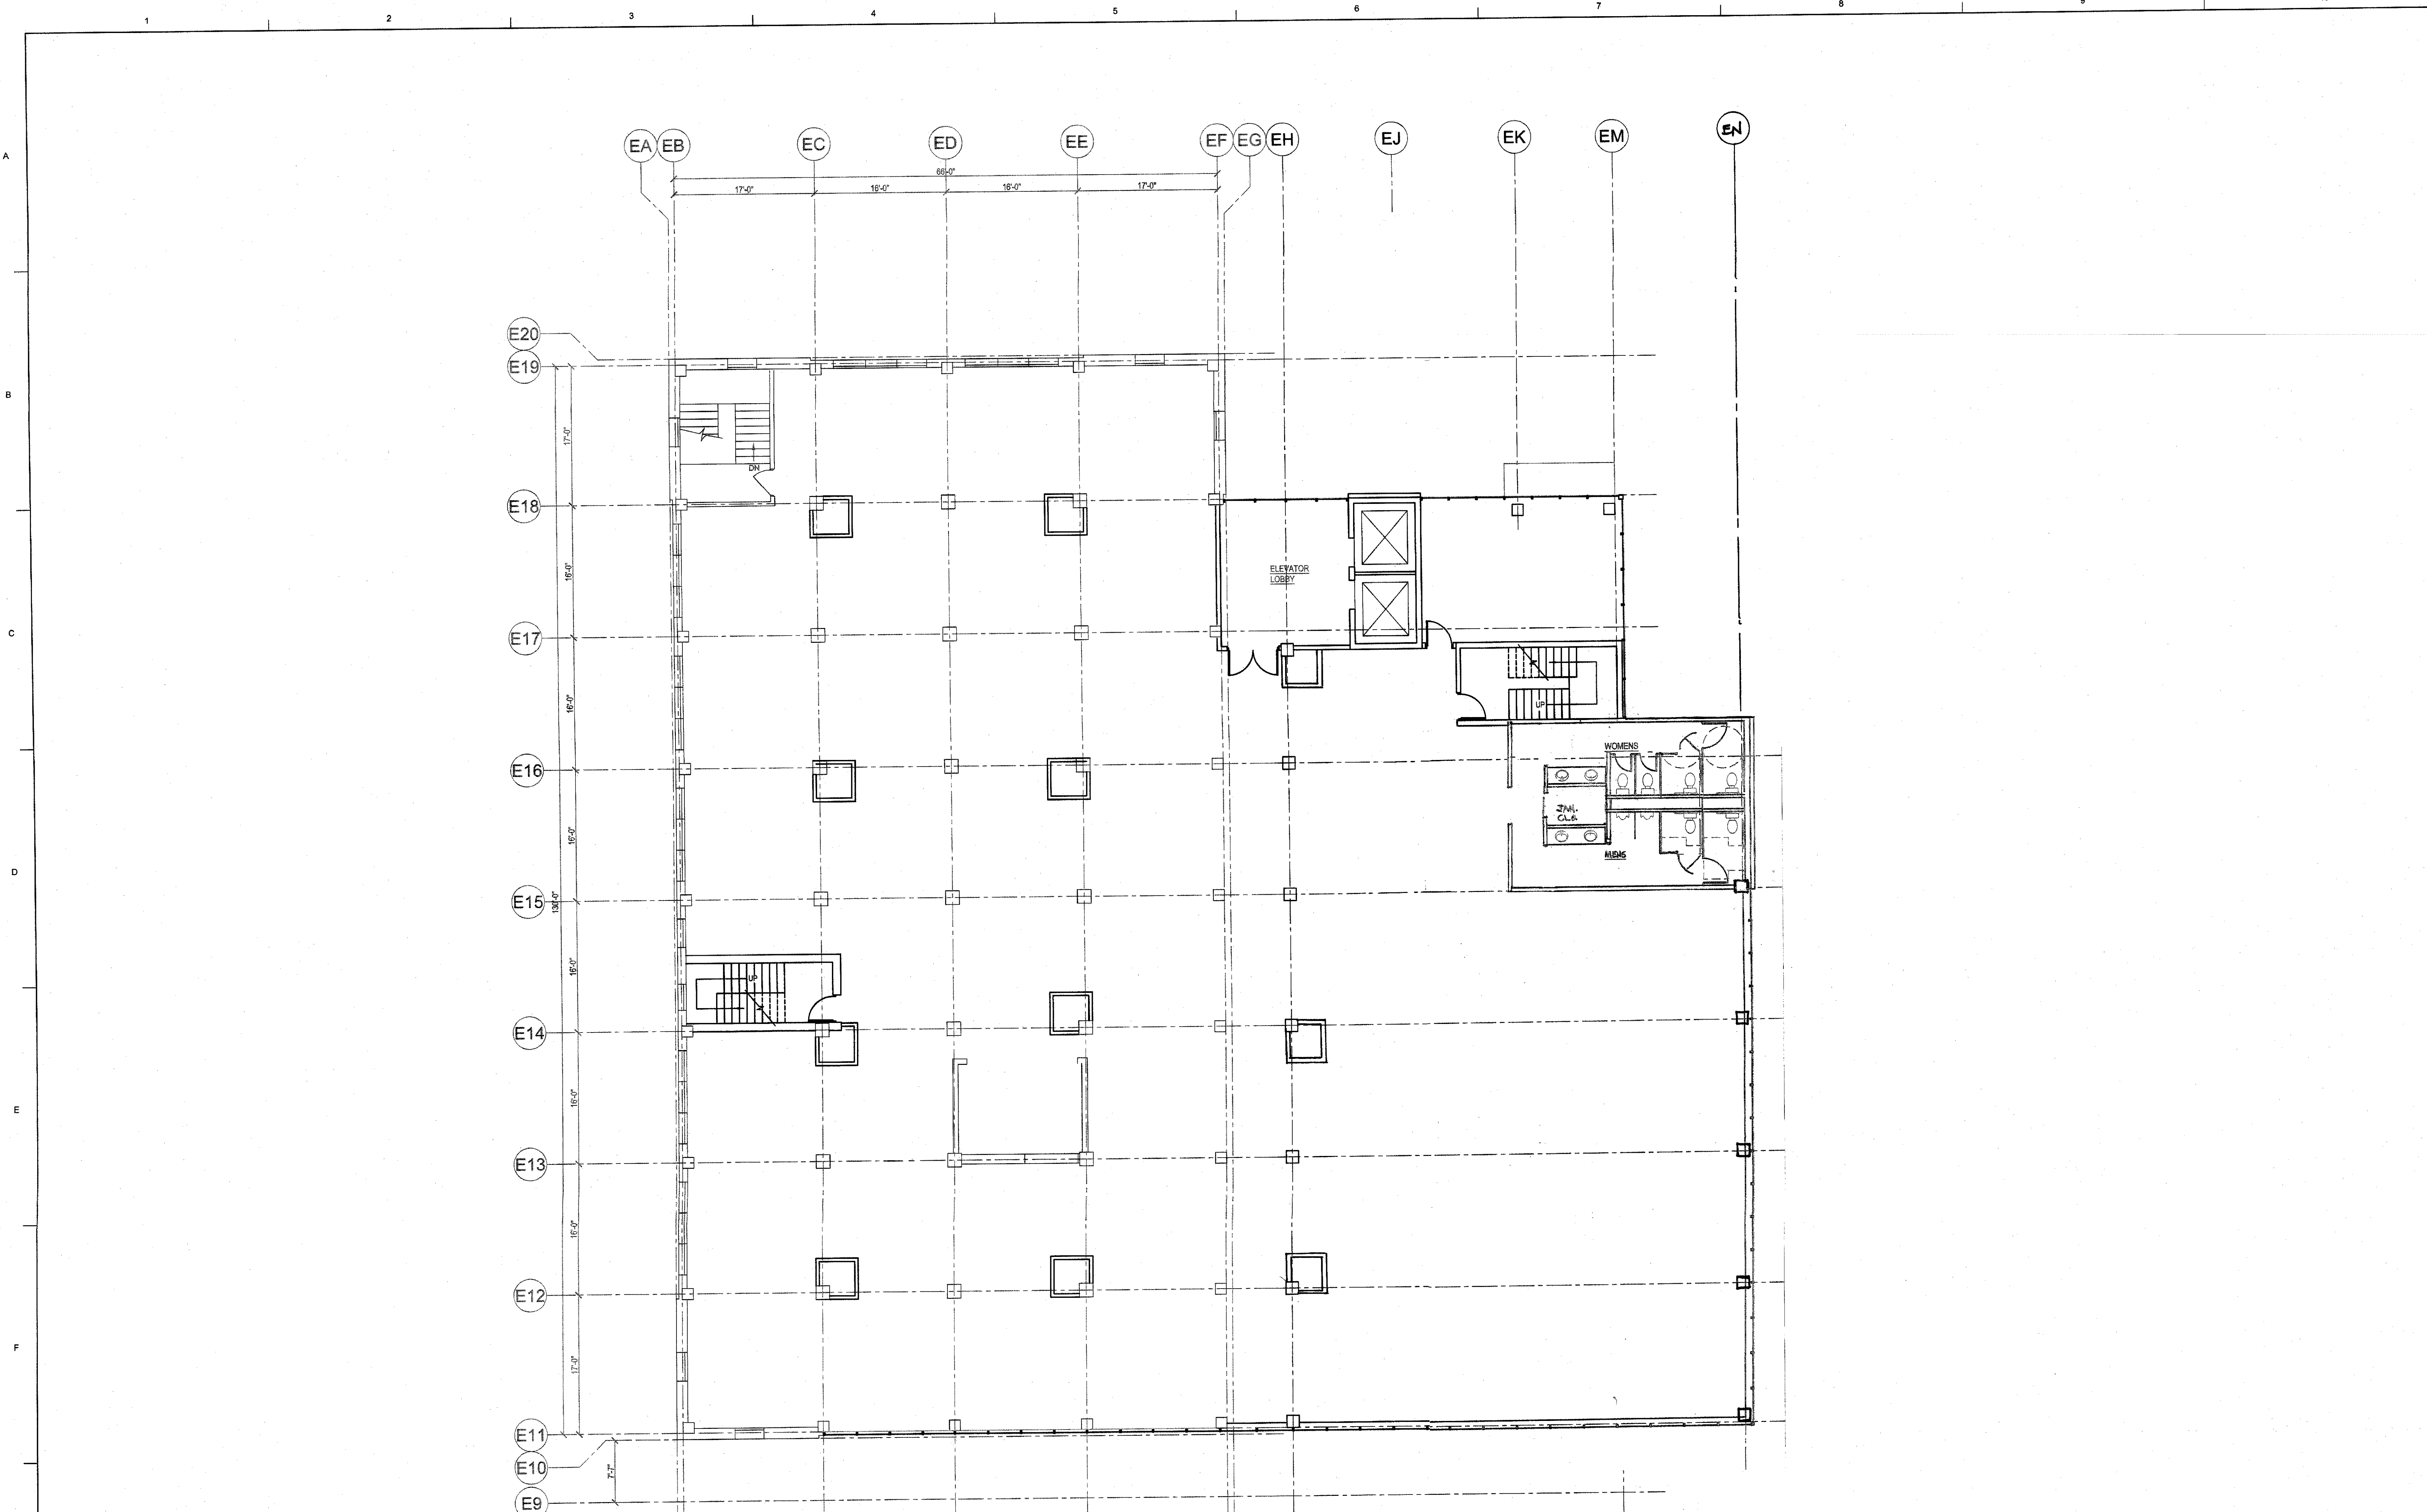 1 2 3 4 5 6 7 8 9
A
EA EB EC ED EE EF EG EH EJ EK EM EN
66'-0"
17'-0" 16'-0" 16'-0" 17'-0"
E20
E19
B
17'-0"
DN
E18
16'-0"
ELEVATOR
LOBBY
C
E17
16'-0"
UP
WOMENS
E16
JAN.
CLS.
16'-0"
MENS
D
E15
130'-0"
16'-0"
UP
E14
16'-0"
E
E13
16'-0"
E12
F
17'-0"
E11
E10
7'-7"
E9